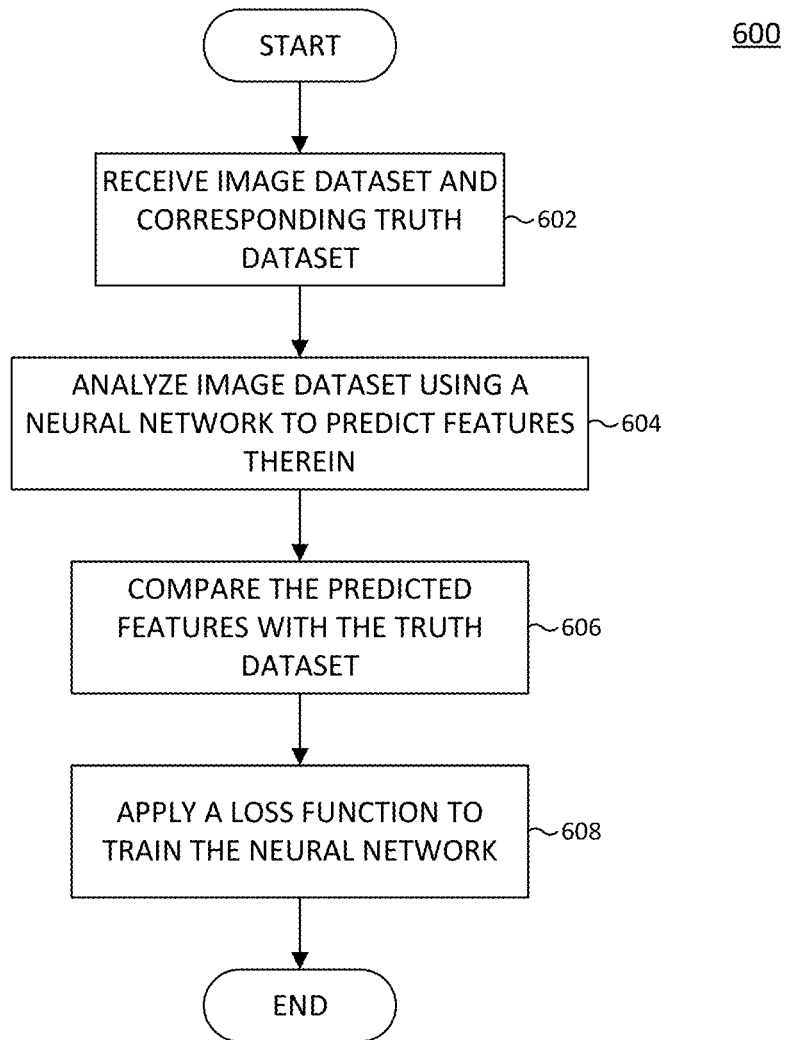 600
START
RECEIVE IMAGE DATASET AND
CORRESPONDING TRUTH
DATASET
602
ANALYZE IMAGE DATASET USING A
NEURAL NETWORK TO PREDICT FEATURES
THEREIN
604
COMPARE THE PREDICTED
FEATURES WITH THE TRUTH
DATASET
606
APPLY A LOSS FUNCTION TO
TRAIN THE NEURAL NETWORK
608
END